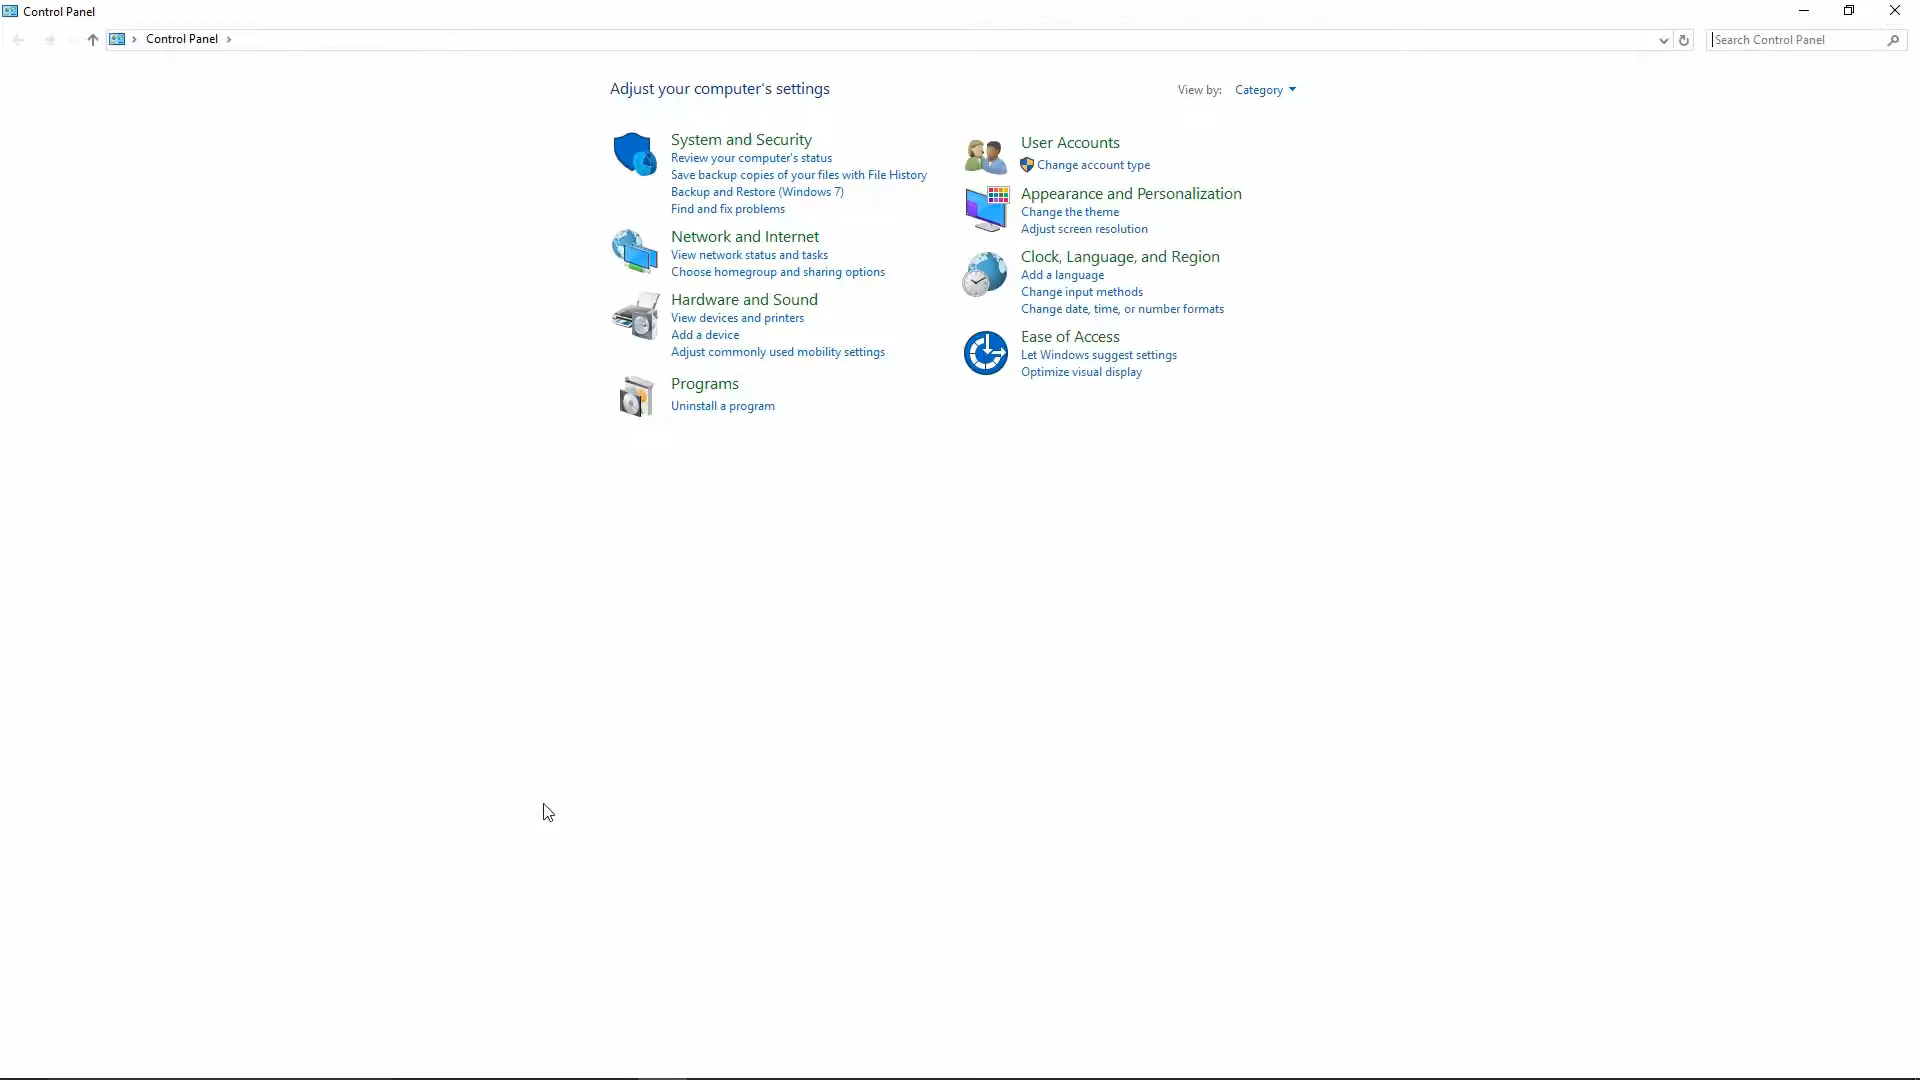 Control Panel
Control Panel
Search Control Panel
Adjust your computer's settings
View by: Category
System and Security
Review your computer's status
Save backup copies of your files with File History
Backup and Restore (Windows 7)
Find and fix problems
Network and Internet
View network status and tasks
Choose homegroup and sharing options
Hardware and Sound
View devices and printers
Add a device
Adjust commonly used mobility settings
Programs
Uninstall a program
User Accounts
Change account type
Appearance and Personalization
Change the theme
Adjust screen resolution
Clock, Language, and Region
Add a language
Change input methods
Change date, time, or number formats
Ease of Access
Let Windows suggest settings
Optimize visual display